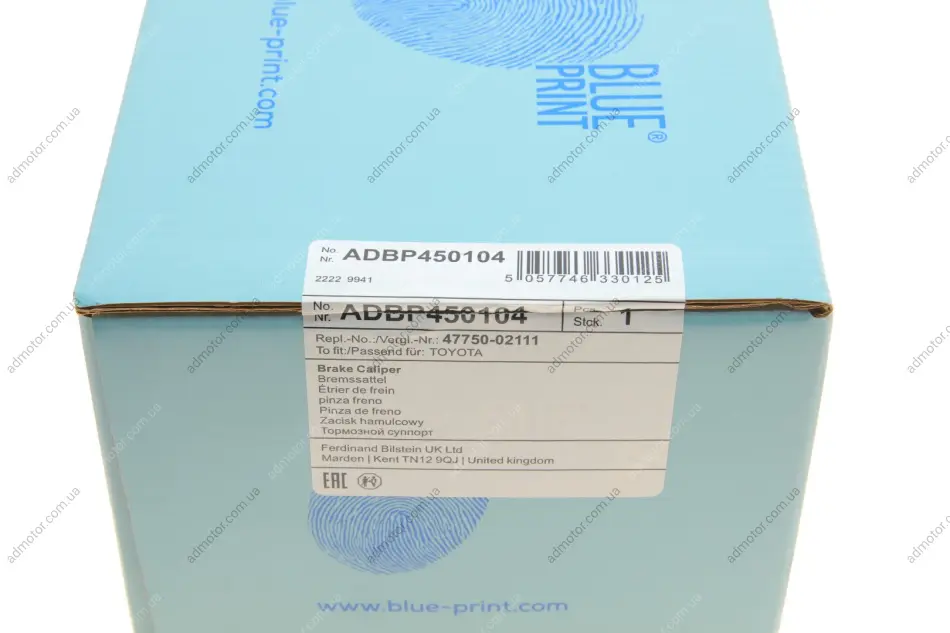 blue-print.com
BLUE
PRINT®
No.
Nr. ADBP450104
2222 9941
5 057746 330125
No.
Nr. ADBP450104
Stck. 1
Repl.-No.:/Vergl.-Nr.: 47750-02111
To fit:/Passend für: TOYOTA
Brake Caliper
Bremssattel
Étrier de frein
pinza freno
Pinza de freno
Zacisk hamulcowy
Тормозной суппорт
Ferdinand Bilstein UK Ltd
Marden | Kent TN12 9QJ | United kingdom
EAC
www.blue-print.com
admotor.com.ua